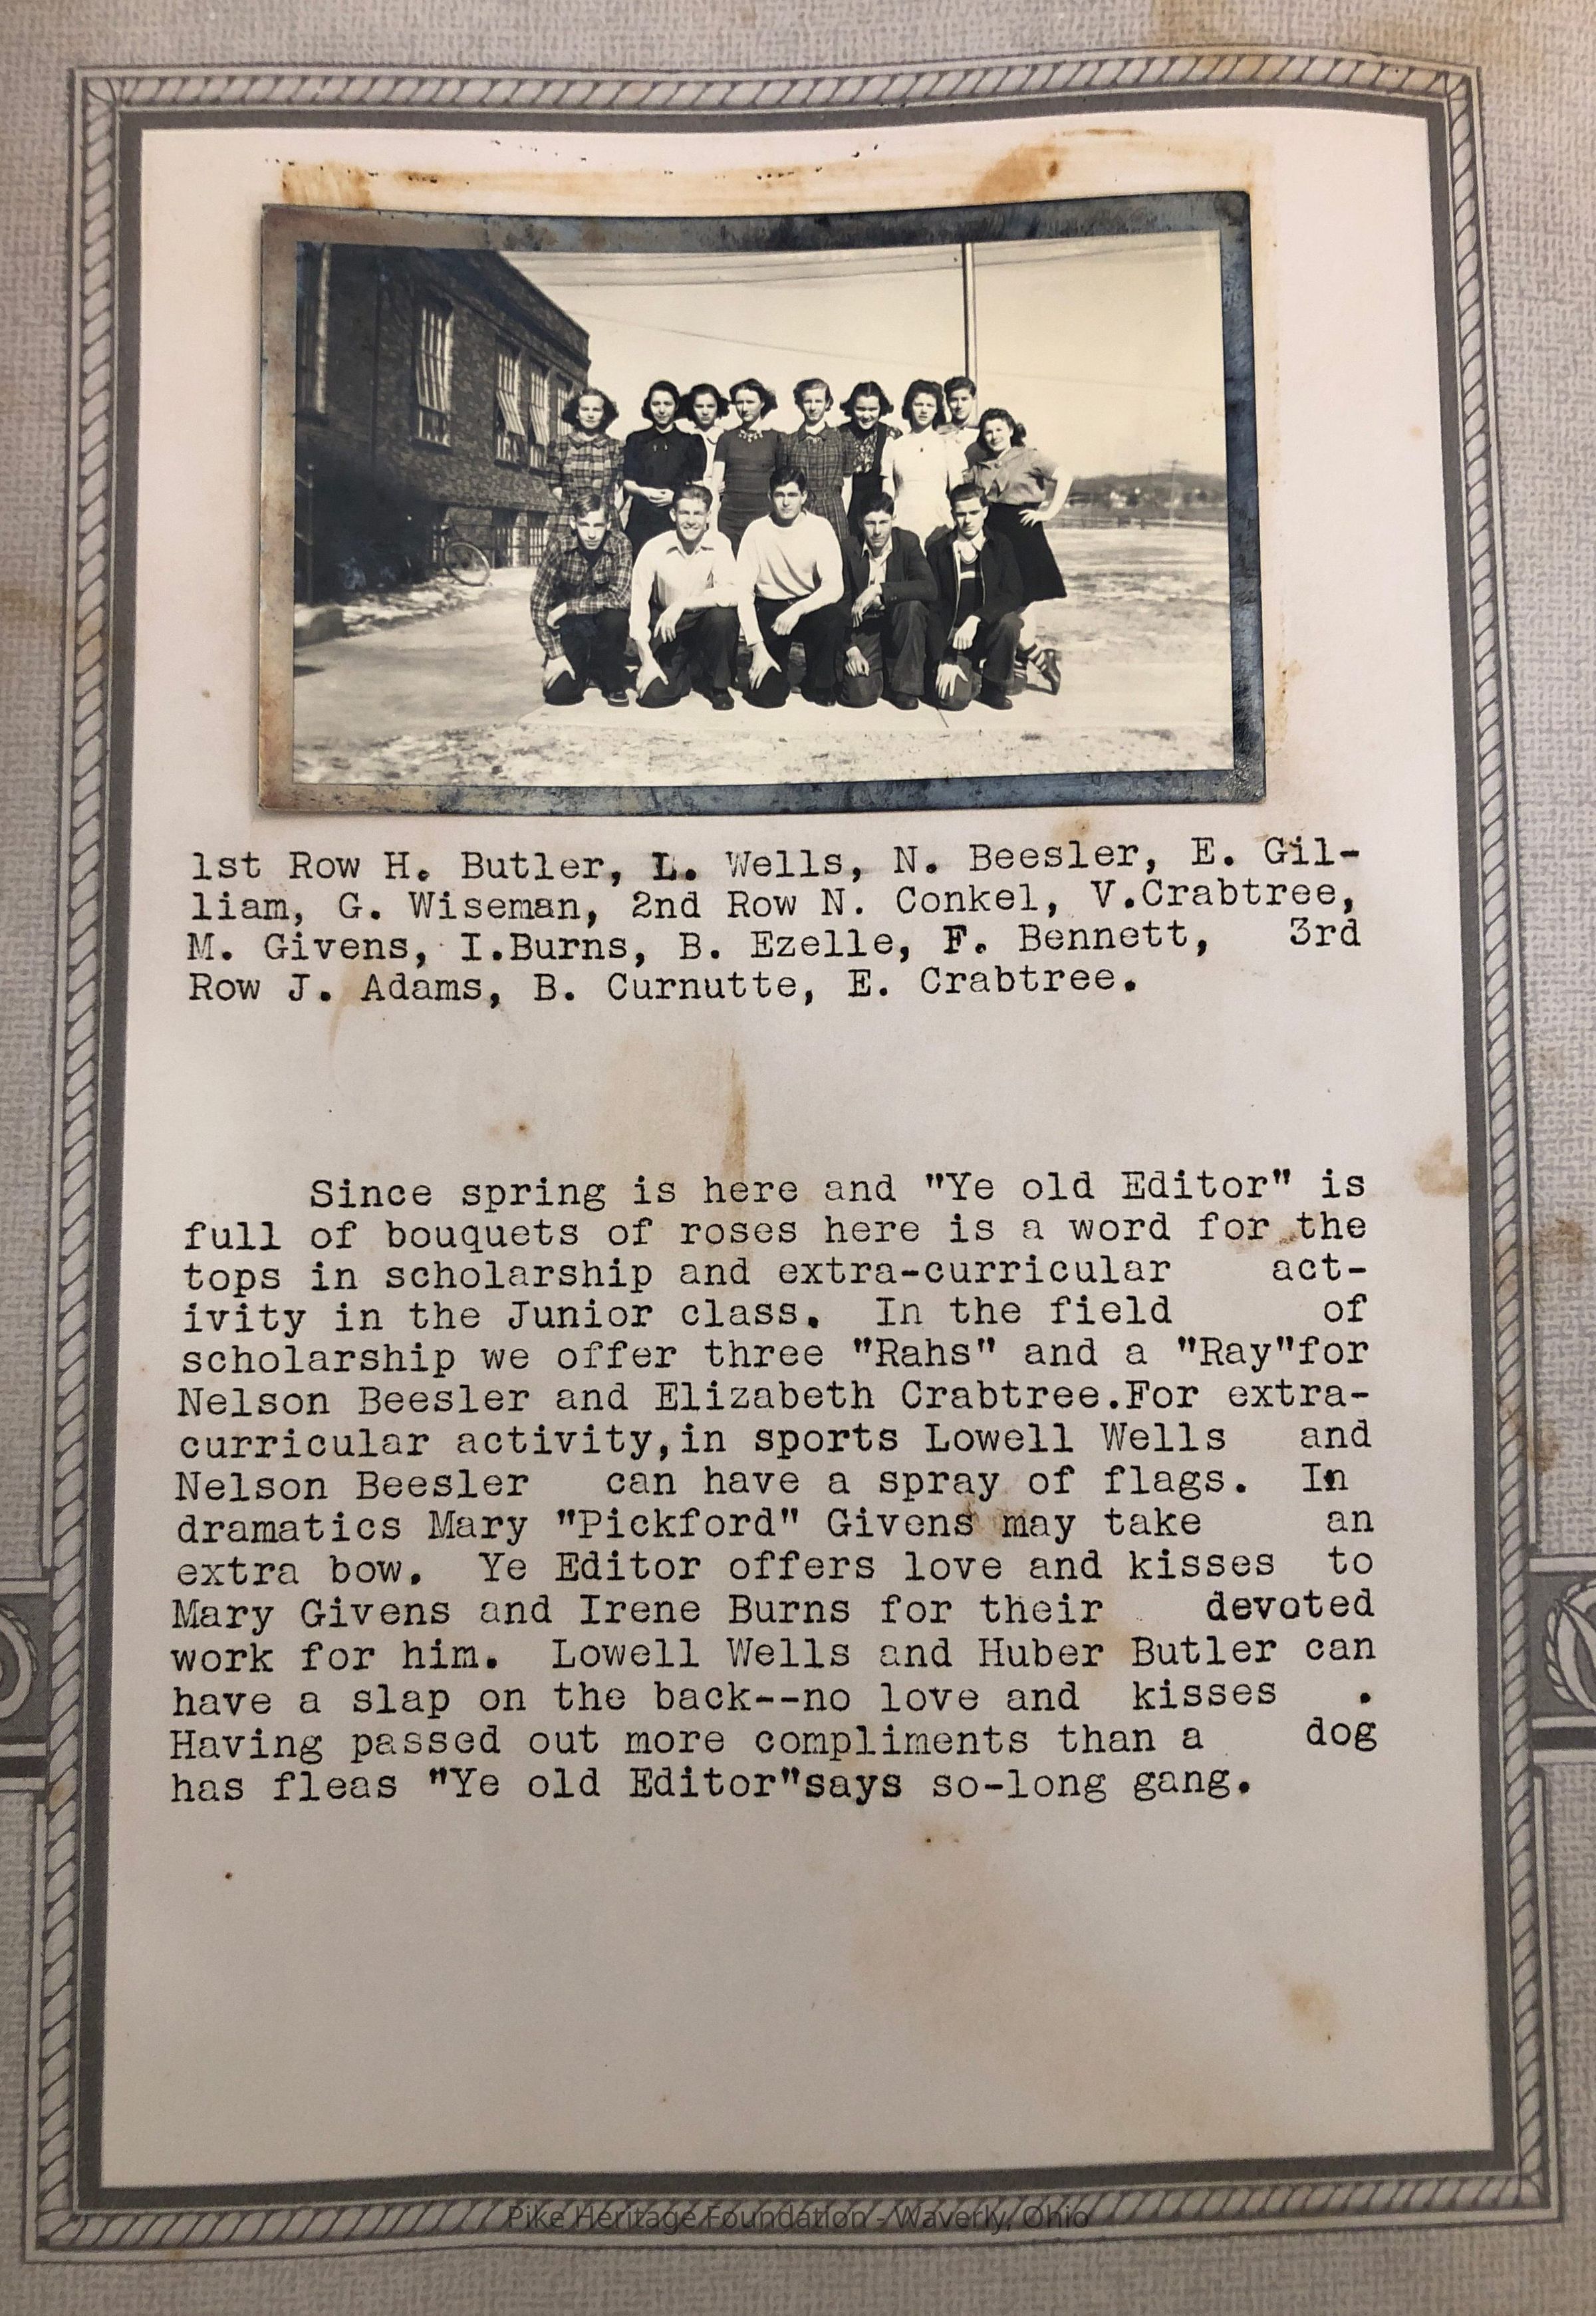 1st Row H. Butler, L. Wells, N. Beesler, E. Gil-
liam, G. Wiseman, 2nd Row N. Conkel, V.Crabtree,
M. Givens, I.Burns, B. Ezelle, F. Bennett, 3rd
Row J. Adams, B. Curnutte, E. Crabtree.
Since spring is here and "Ye old Editor" is
full of bouquets of roses here is a word for the
tops in scholarship and extra-curricular act-
ivity in the Junior class. In the field of
scholarship we offer three "Rahs" and a "Ray"for
Nelson Beesler and Elizabeth Crabtree.For extra-
curricular activity,in sports Lowell Wells and
Nelson Beesler can have a spray of flags. In
dramatics Mary "Pickford" Givens may take an
extra bow. Ye Editor offers love and kisses to
Mary Givens and Irene Burns for their devoted
work for him. Lowell Wells and Huber Butler can
have a slap on the back--no love and kisses .
Having passed out more compliments than a dog
has fleas "Ye old Editor"says so-long gang.
Pike Heritage Foundation - Waverly, Ohio